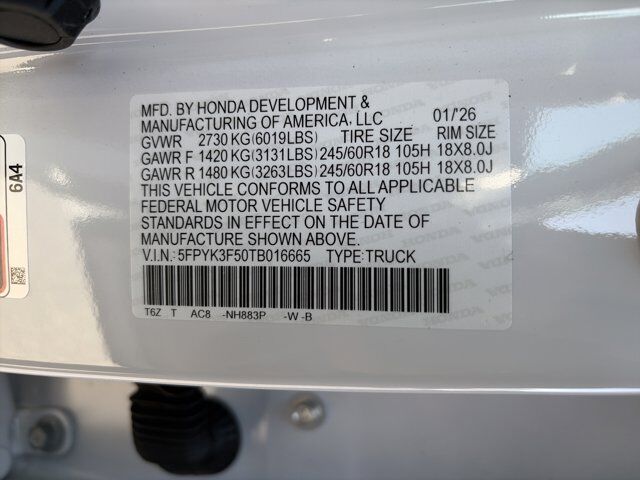 MFD. BY HONDA DEVELOPMENT &
MANUFACTURING OF AMERICA, LLC 01/'26
GVWR 2730 KG(6019LBS) TIRE SIZE RIM SIZE
GAWR F 1420 KG(3131LBS) 245/60R18 105H 18X8.0J
GAWR R 1480 KG(3263LBS) 245/60R18 105H 18X8.0J
THIS VEHICLE CONFORMS TO ALL APPLICABLE
FEDERAL MOTOR VEHICLE SAFETY
STANDARDS IN EFFECT ON THE DATE OF
MANUFACTURE SHOWN ABOVE.
V.I.N.: 5FPYK3F50TB016665 TYPE:TRUCK
T6Z T AC8 -NH883P -W -B
6A4